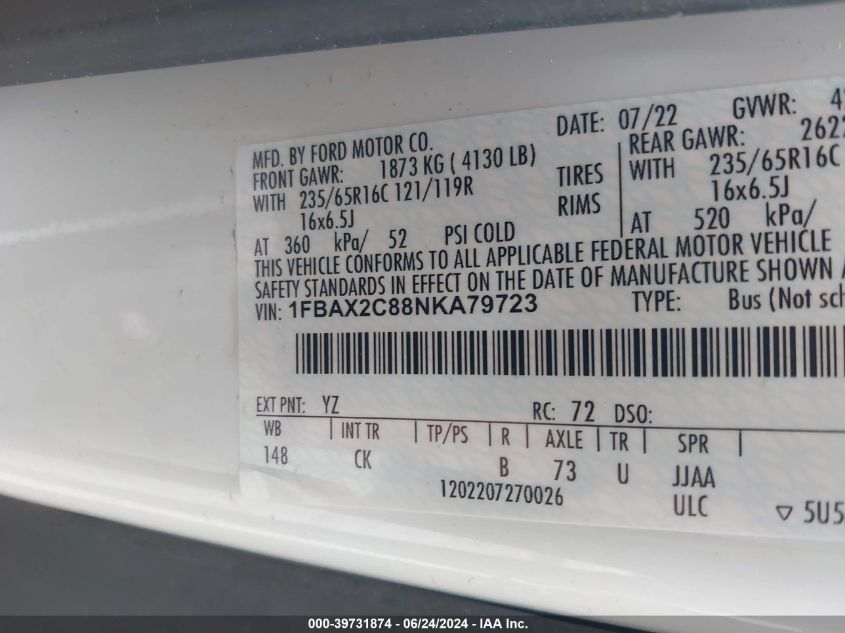 MFD. BY FORD MOTOR CO. DATE: 07/22 GVWR:
FRONT GAWR: 1873 KG ( 4130 LB) REAR GAWR: 2622
WITH 235/65R16C 121/119R TIRES WITH 235/65R16C
16x6.5J RIMS 16x6.5J
AT 360 kPa/ 52 PSI COLD AT 520 kPa/
THIS VEHICLE CONFORMS TO ALL APPLICABLE FEDERAL MOTOR VEHICLE
SAFETY STANDARDS IN EFFECT ON THE DATE OF MANUFACTURE SHOWN
VIN: 1FBAX2C88NKA79723 TYPE: Bus (Not sch
EXT PNT: YZ RC: 72 DSO:
WB | INT TR | TP/PS | R | AXLE | TR | SPR |
148 CK B 73 U JJAA
1202207270026 ULC ▽ 5U5
000-39731874 / 06/24/2024 - IAA Inc.